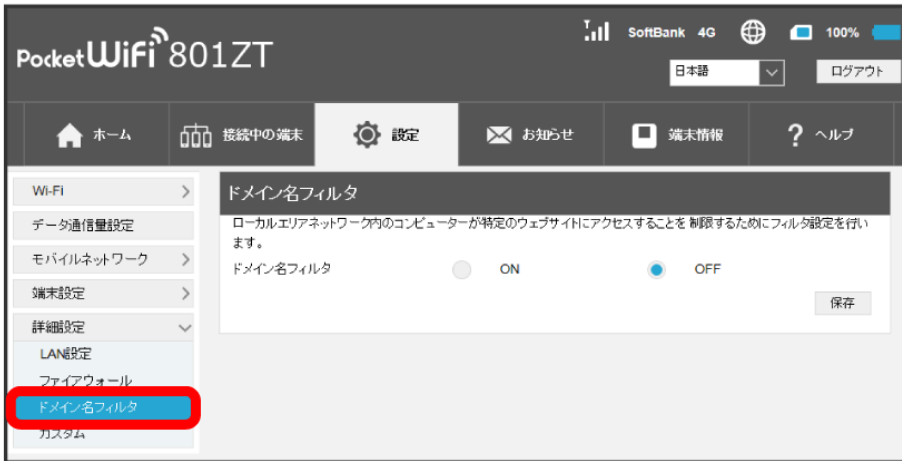 Pocket WiFi 801ZT
SoftBank 4G 100%
日本語 ログアウト
ホーム 接続中の端末 設定 お知らせ 端末情報 ? ヘルプ
Wi-Fi
データ通信量設定
モバイルネットワーク
端末設定
詳細設定
LAN設定
ファイアウォール
ドメイン名フィルタ
カスタム
ドメイン名フィルタ
ローカルエリアネットワーク内のコンピューターが特定のウェブサイトにアクセスすることを 制限するためにフィルタ設定を行い
ます。
ドメイン名フィルタ ON OFF
保存